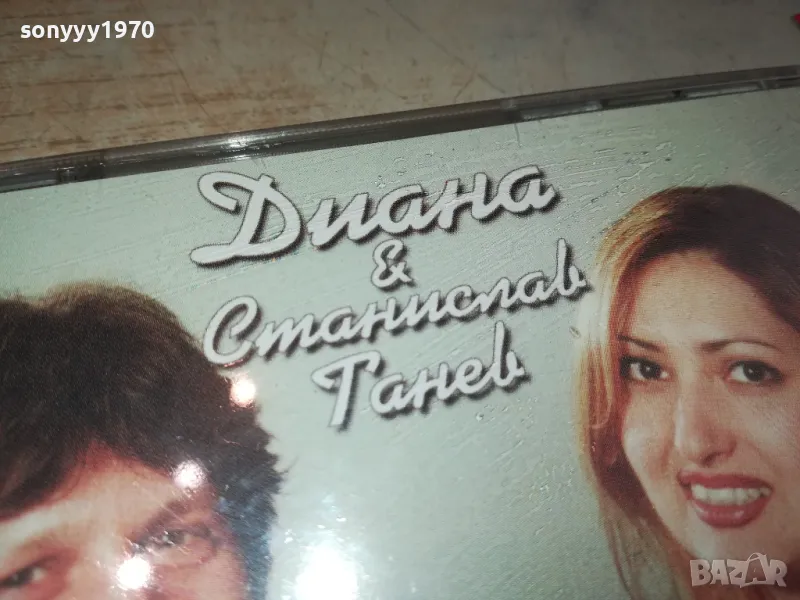 sonyyy1970
Диана
&
Станислав
Танев
BAZAR